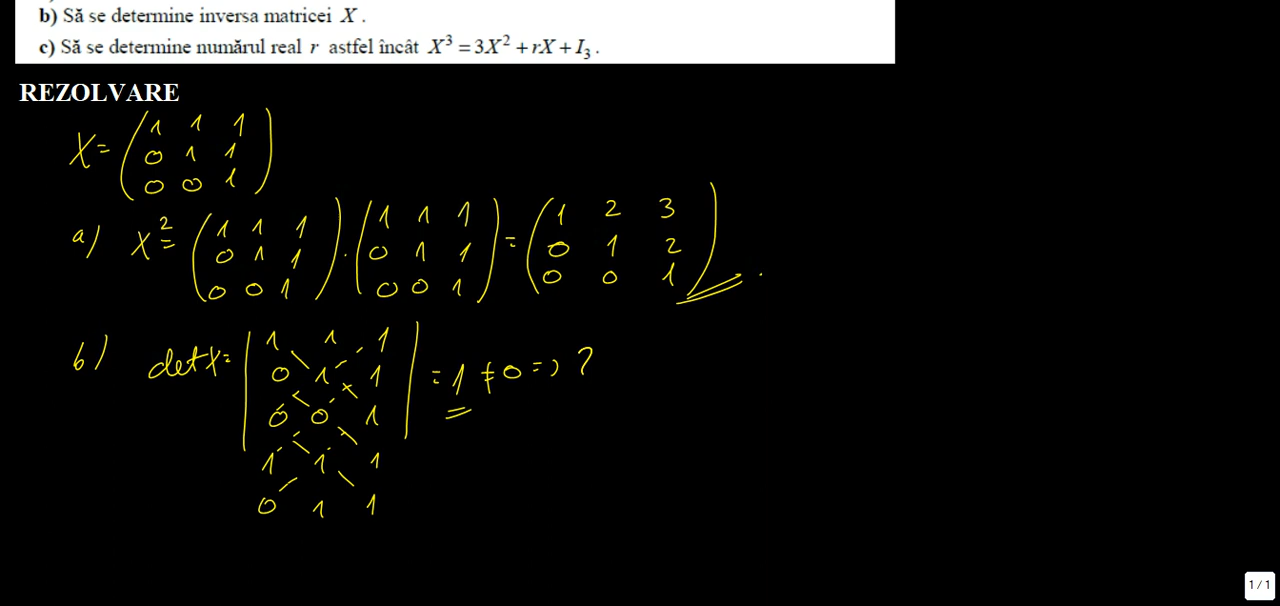 b) Să se determine inversa matricei X .
c) Să se determine numărul real r astfel încât X³ = 3X² + rX + I₃ .
REZOLVARE
X = ( 1 1 1
0 1 1
0 0 1 )
a) X² = ( 1 1 1 ) · ( 1 1 1 ) = ( 1 2 3 )
0 1 1 0 1 1 0 1 2
0 0 1 0 0 1 0 0 1 .
b) det X = | 1 1 1 | = 1 ≠ 0 => ?
0 1 1
0 0 1
1 1 1
0 1 1
1 / 1